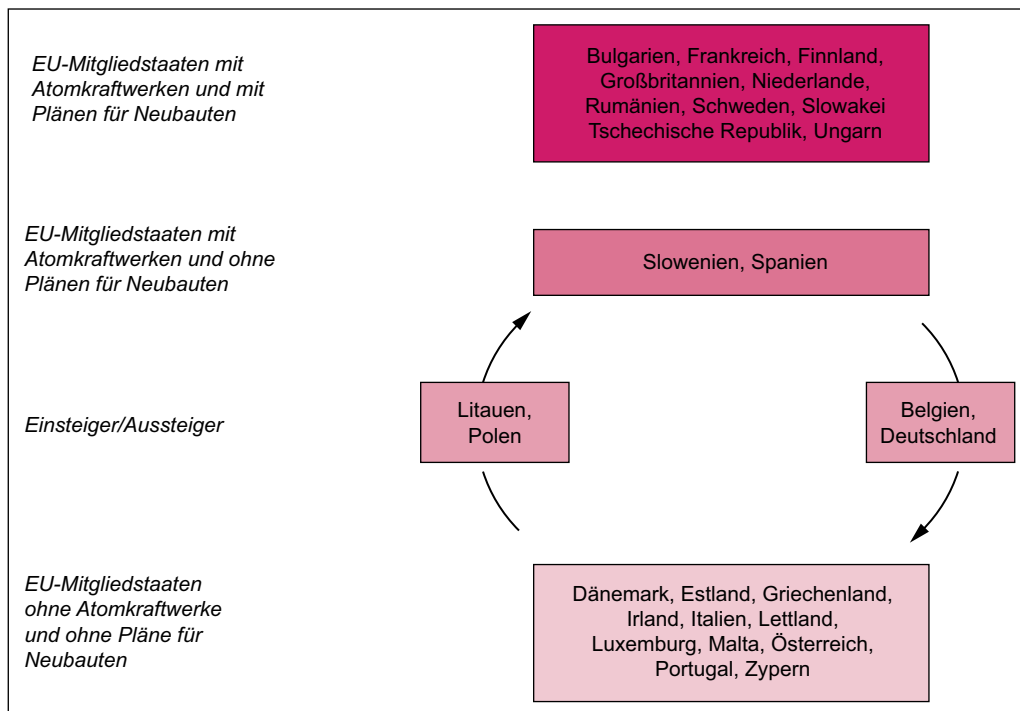 EU-Mitgliedstaaten mit
Atomkraftwerken und mit
Plänen für Neubauten
Bulgarien, Frankreich, Finnland,
Großbritannien, Niederlande,
Rumänien, Schweden, Slowakei
Tschechische Republik, Ungarn
EU-Mitgliedstaaten mit
Atomkraftwerken und ohne
Plänen für Neubauten
Slowenien, Spanien
Einsteiger/Aussteiger
Litauen,
Polen
Belgien,
Deutschland
EU-Mitgliedstaaten
ohne Atomkraftwerke
und ohne Pläne für
Neubauten
Dänemark, Estland, Griechenland,
Irland, Italien, Lettland,
Luxemburg, Malta, Österreich,
Portugal, Zypern